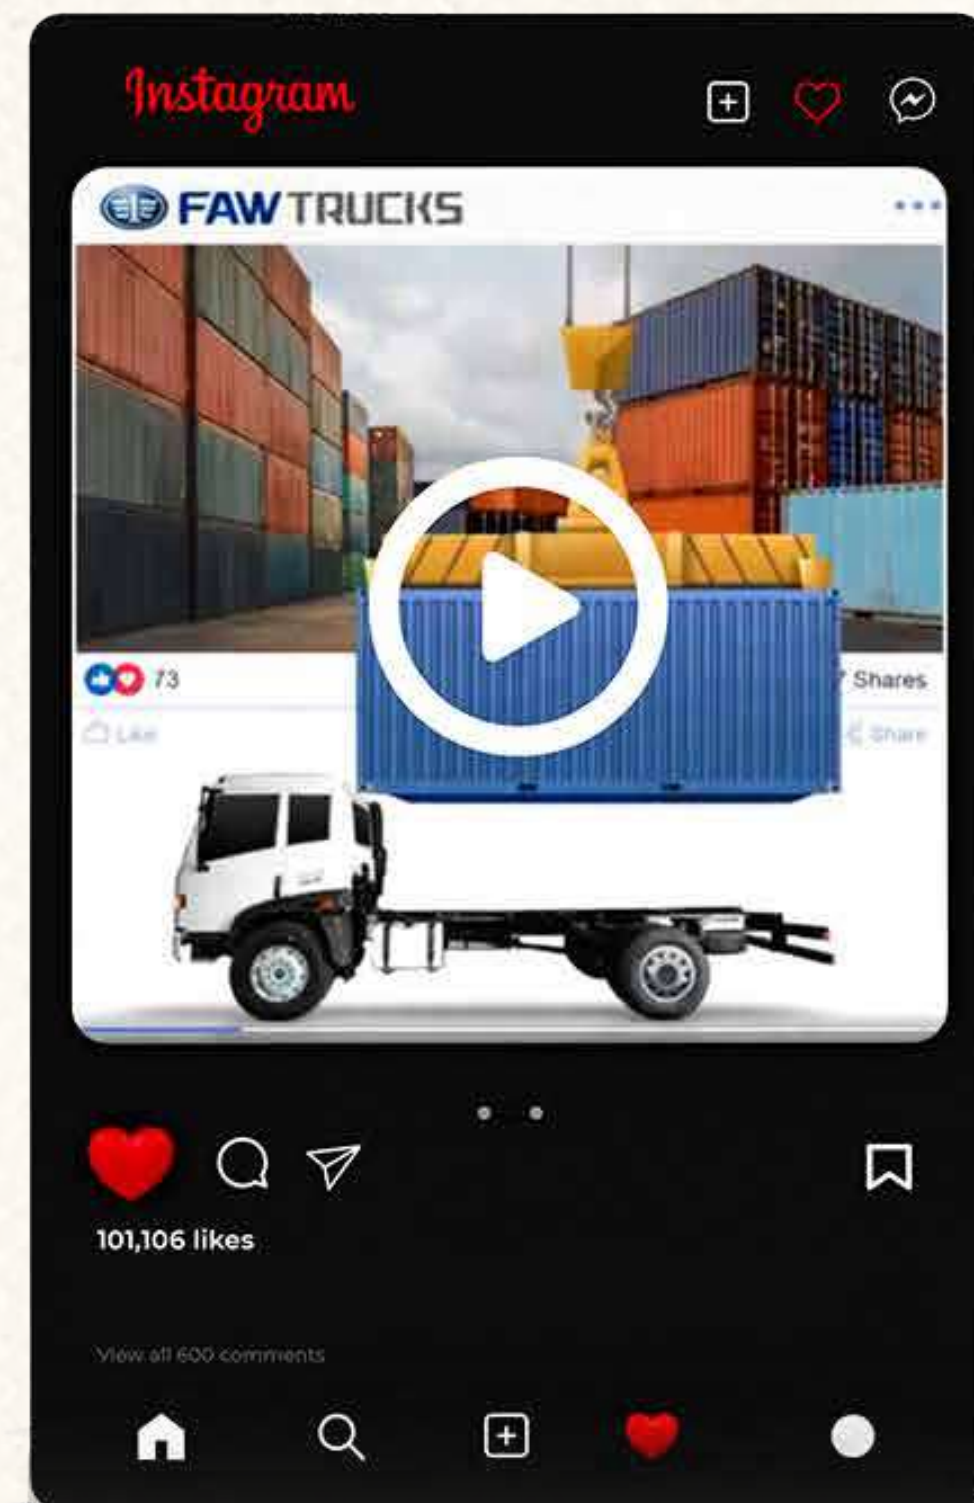 Instagram
FAW TRUCKS
73
Shares
Like
Share
101,106 likes
View all 600 comments